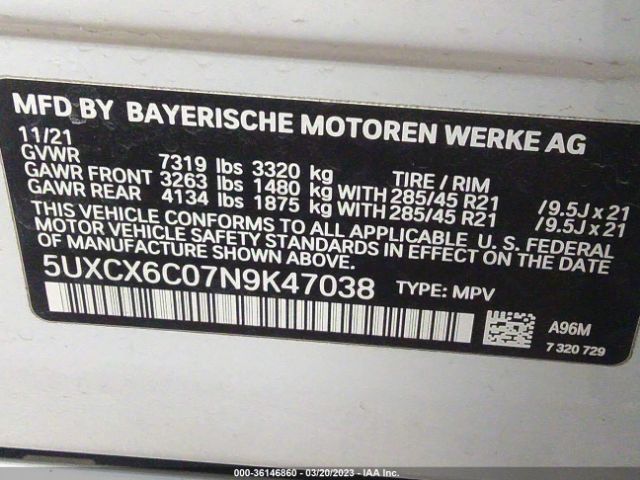 MFD BY BAYERISCHE MOTOREN WERKE AG
11/21
GVWR 7319 lbs 3320 kg TIRE / RIM
GAWR FRONT 3263 lbs 1480 kg WITH 285/45 R21 /9.5J x 21
GAWR REAR 4134 lbs 1875 kg WITH 285/45 R21 /9.5J x 21
THIS VEHICLE CONFORMS TO ALL APPLICABLE U.S. FEDERAL
MOTOR VEHICLE SAFETY STANDARDS IN EFFECT ON THE DATE
OF MANUFACTURE SHOWN ABOVE.
5UXCX6C07N9K47038 TYPE: MPV
A96M
7 320 729
000-36146860 - 03/20/2023 - IAA Inc.